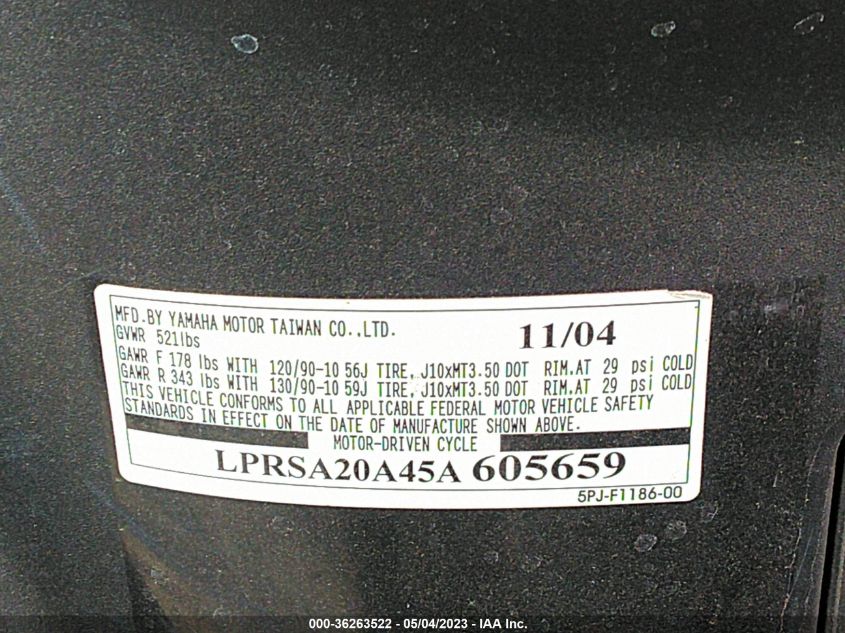 MFD.BY YAMAHA MOTOR TAIWAN CO.,LTD. 11/04
GVWR 521lbs
GAWR F 178 lbs WITH 120/90-10 56J TIRE, J10xMT3.50 DOT RIM.AT 29 psi COLD
GAWR R 343 lbs WITH 130/90-10 59J TIRE, J10xMT3.50 DOT RIM.AT 29 psi COLD
THIS VEHICLE CONFORMS TO ALL APPLICABLE FEDERAL MOTOR VEHICLE SAFETY
STANDARDS IN EFFECT ON THE DATE OF MANUFACTURE SHOWN ABOVE.
MOTOR-DRIVEN CYCLE
LPRSA20A45A 605659
5PJ-F1186-00
000-36263522 - 05/04/2023 - IAA Inc.